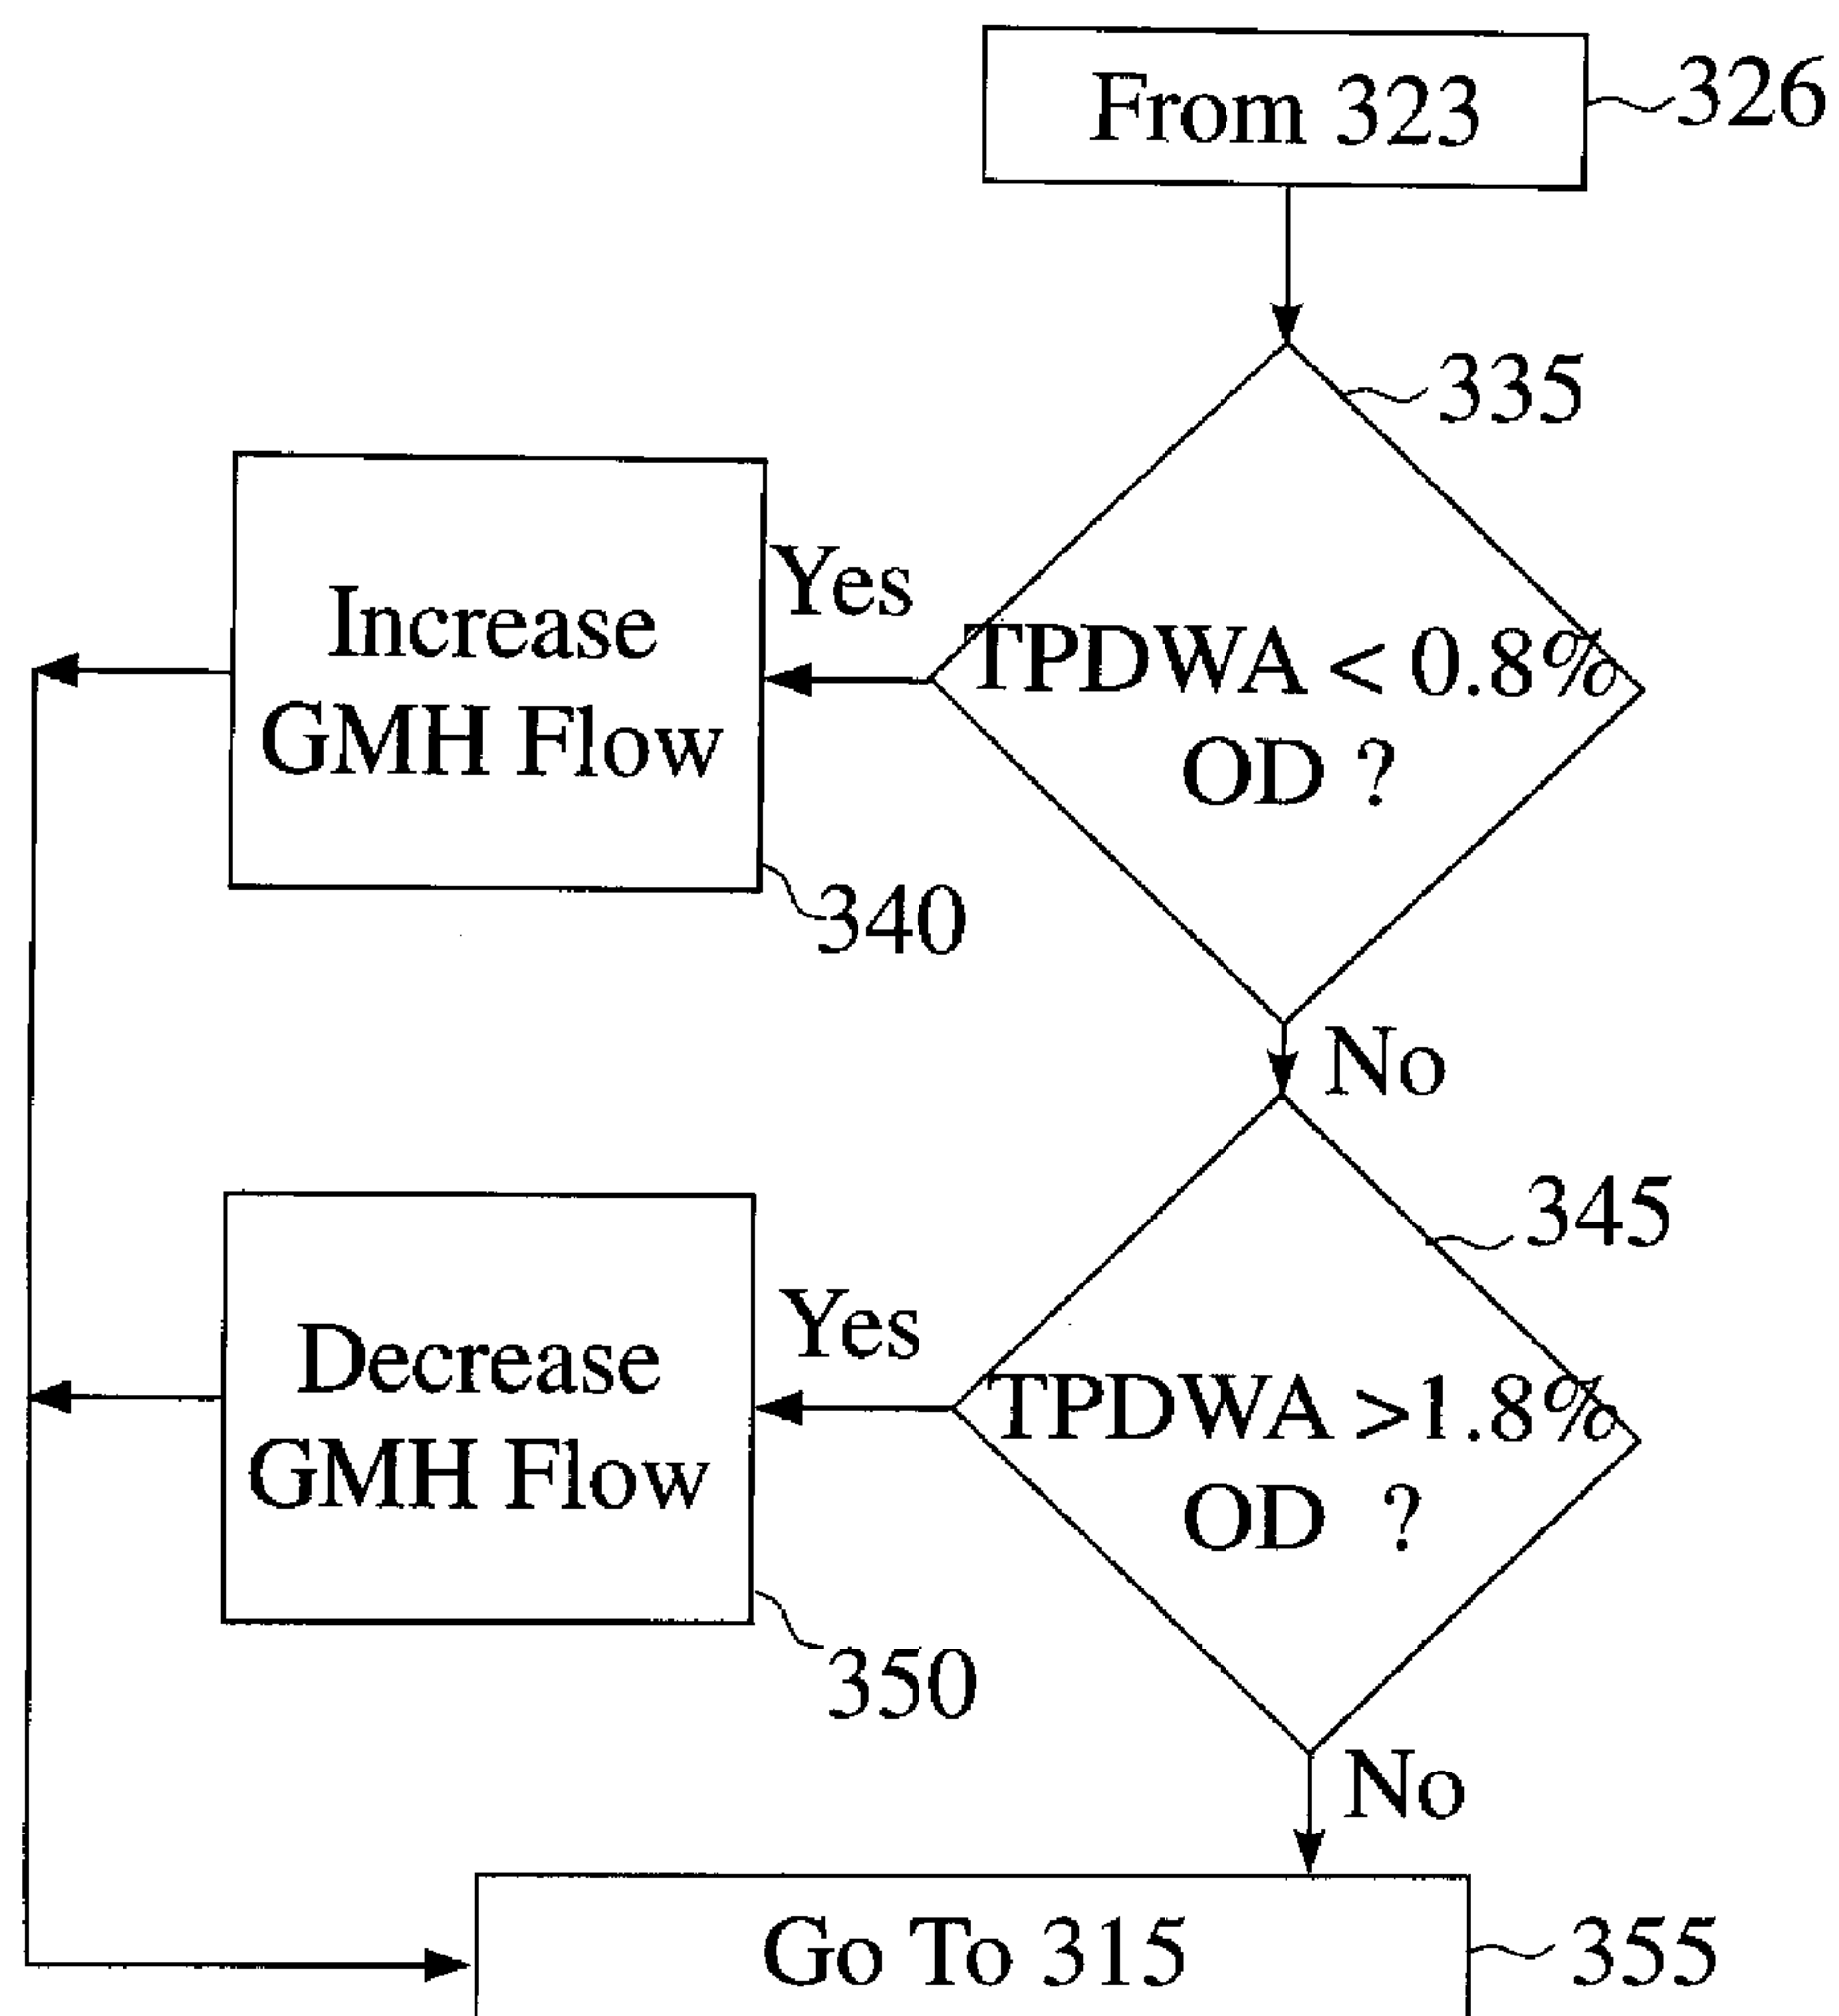 From 323
326
335
Yes
TPDWA < 0.8%
OD ?
Increase
GMH Flow
340
No
345
Yes
TPDWA >1.8%
OD ?
Decrease
GMH Flow
350
No
Go To 315
355